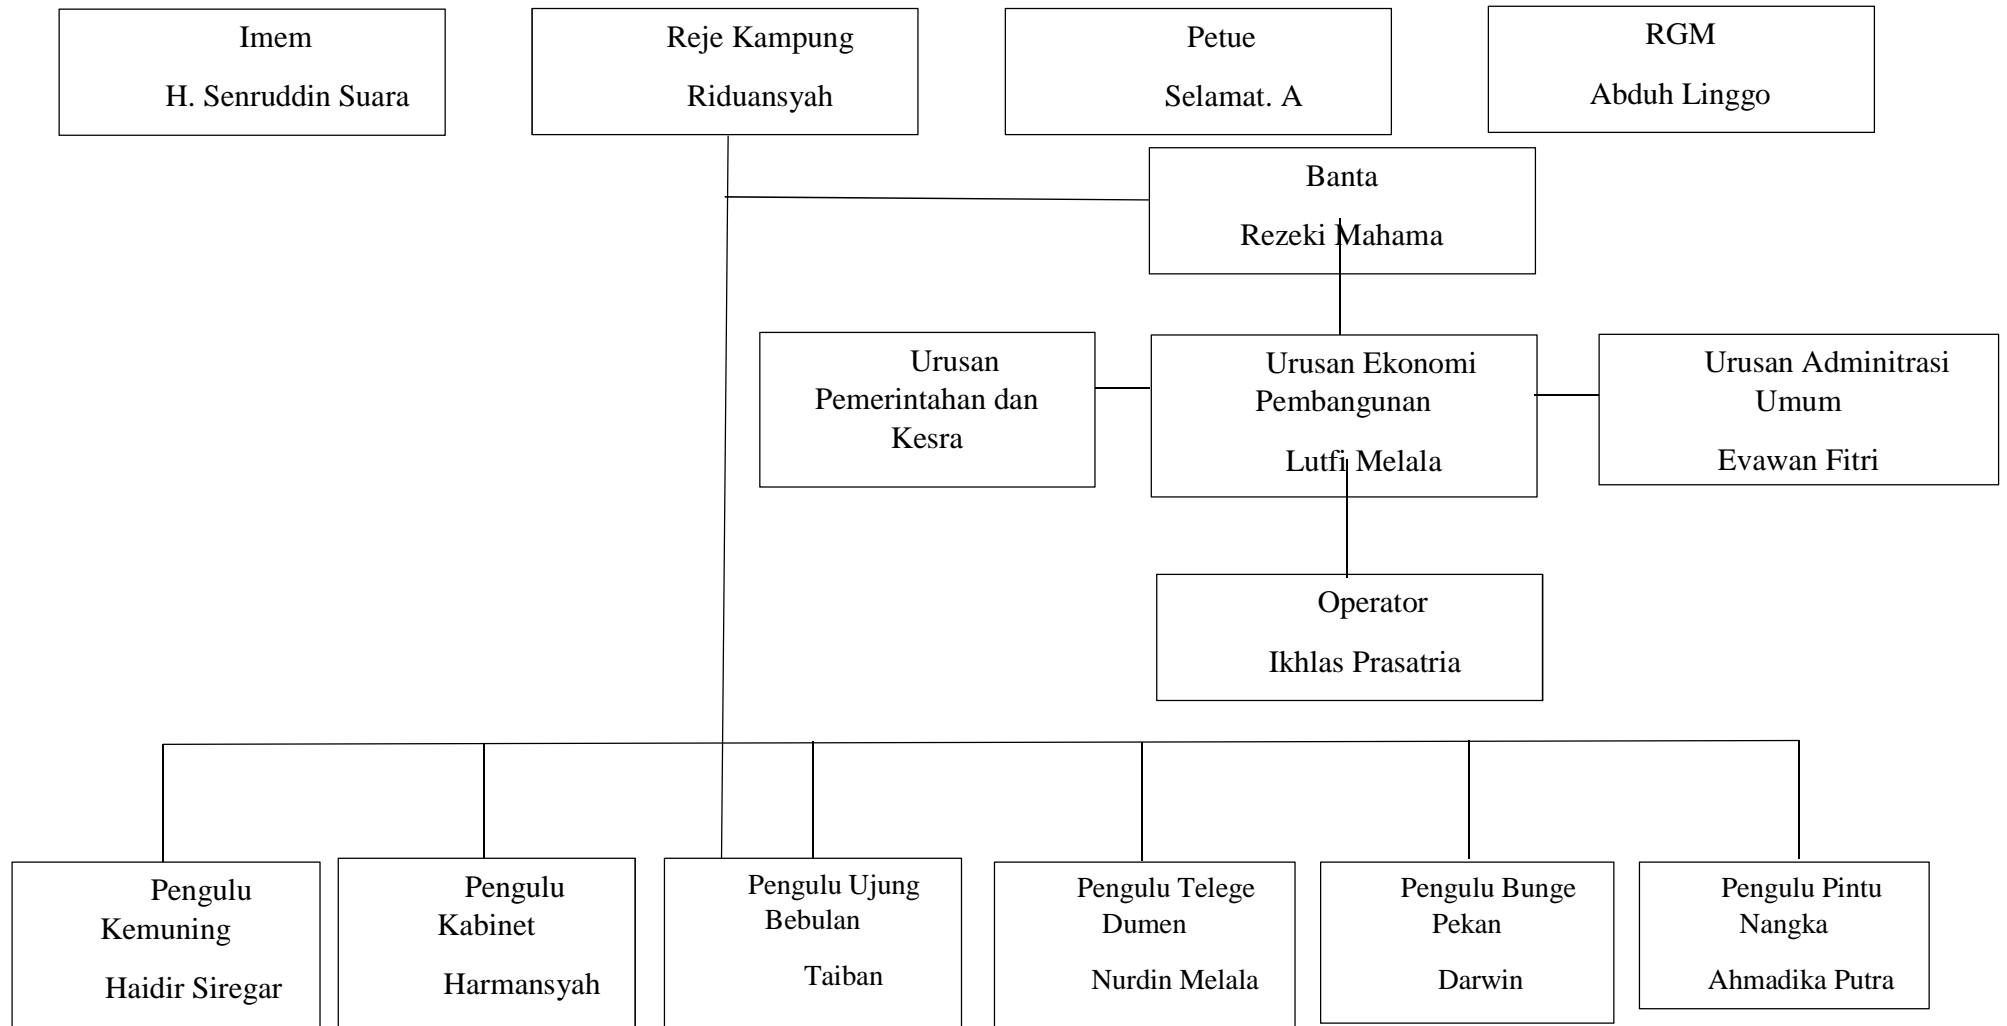 Imem
H. Senruddin Suara
Reje Kampung
Riduansyah
Petue
Selamat. A
RGM
Abduh Linggo
Banta
Rezeki Mahama
Urusan
Pemerintahan dan
Kesra
Urusan Ekonomi
Pembangunan
Lutfi Melala
Urusan Adminitrasi
Umum
Evawan Fitri
Operator
Ikhlas Prasatria
Pengulu
Kemuning
Haidir Siregar
Pengulu
Kabinet
Harmansyah
Pengulu Ujung
Bebulan
Taiban
Pengulu Telege
Dumen
Nurdin Melala
Pengulu Bunge
Pekan
Darwin
Pengulu Pintu
Nangka
Ahmadika Putra